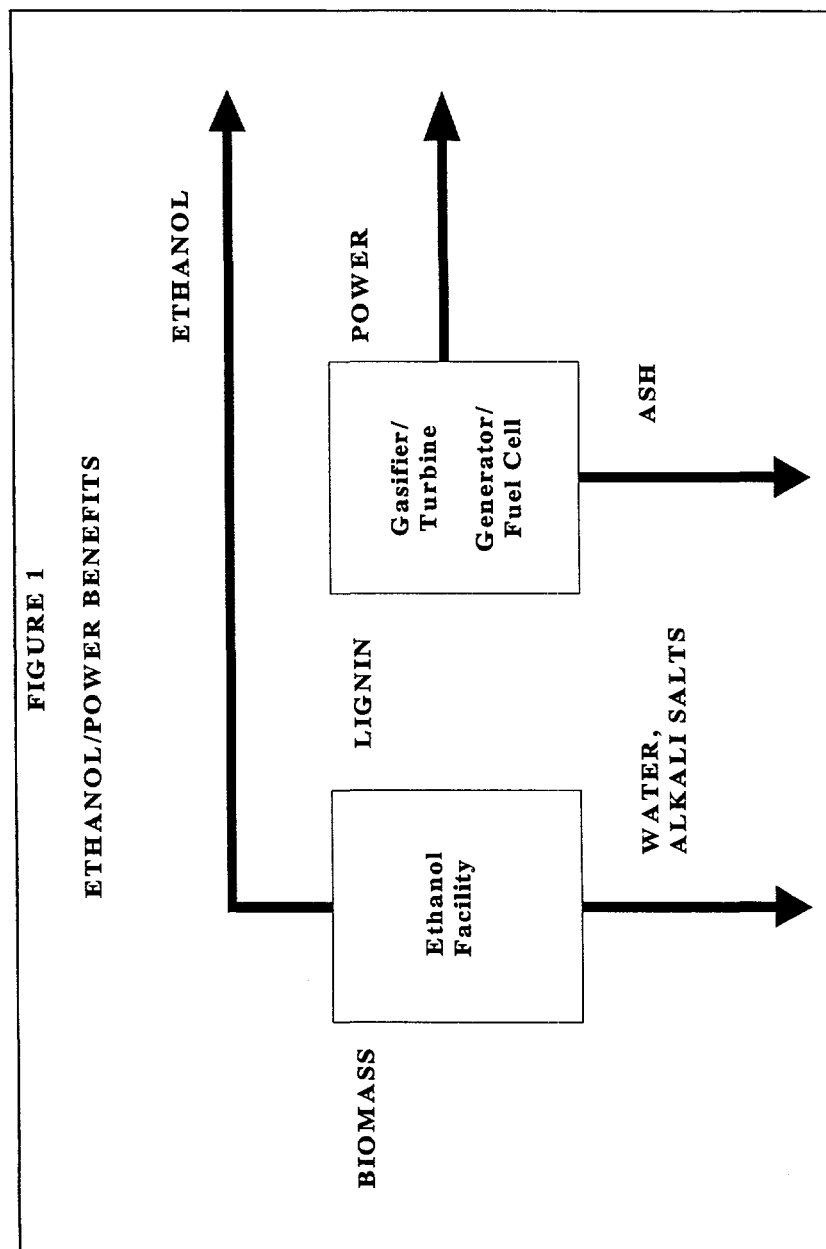 FIGURE 1
ETHANOL/POWER BENEFITS
ETHANOL
BIOMASS
Ethanol
Facility
LIGNIN
Gasifier/
Turbine
Generator/
Fuel Cell
POWER
WATER,
ALKALI SALTS
ASH